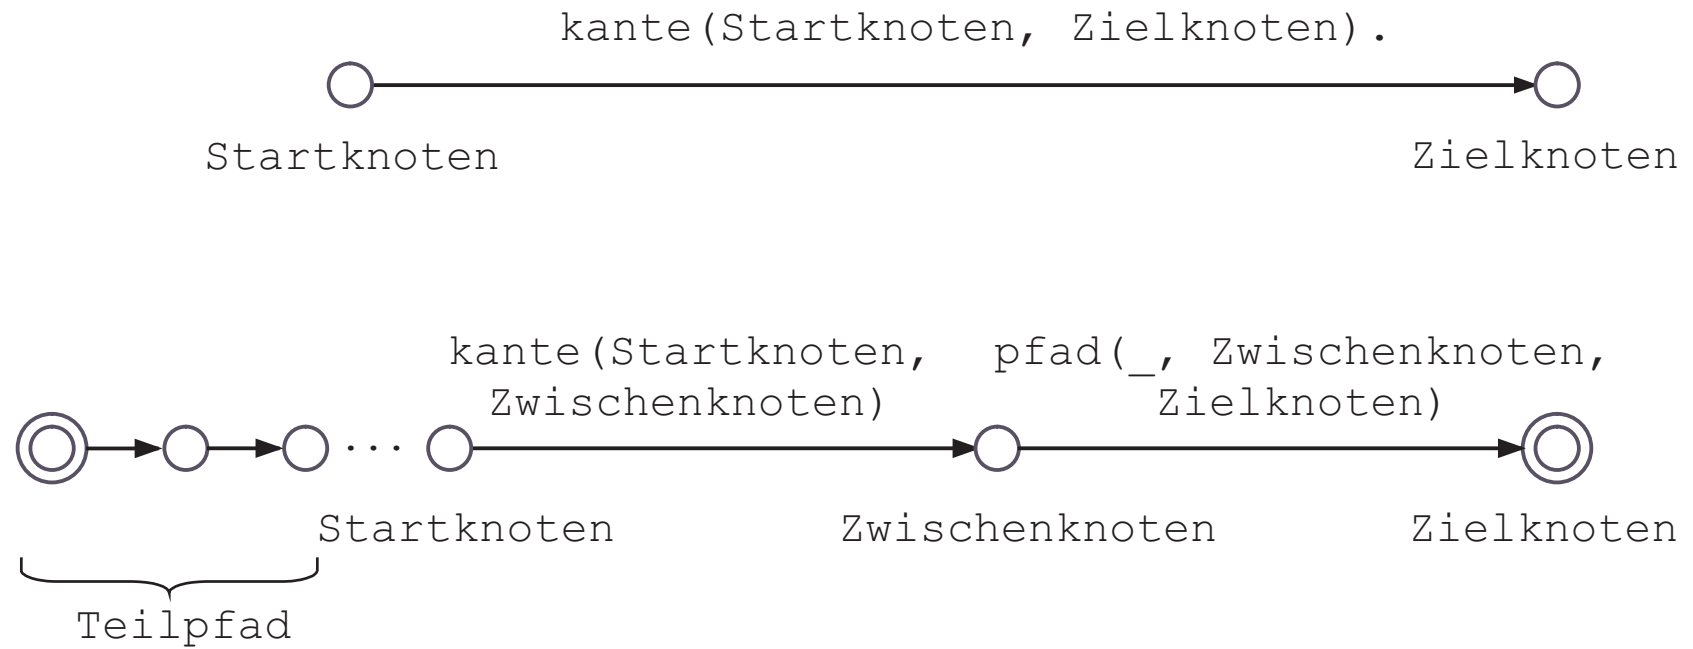 kante(Startknoten, Zielknoten).
Startknoten
Zielknoten
kante(Startknoten,
Zwischenknoten)
pfad(_, Zwischenknoten,
Zielknoten)
...
Startknoten
Zwischenknoten
Zielknoten
Teilpfad